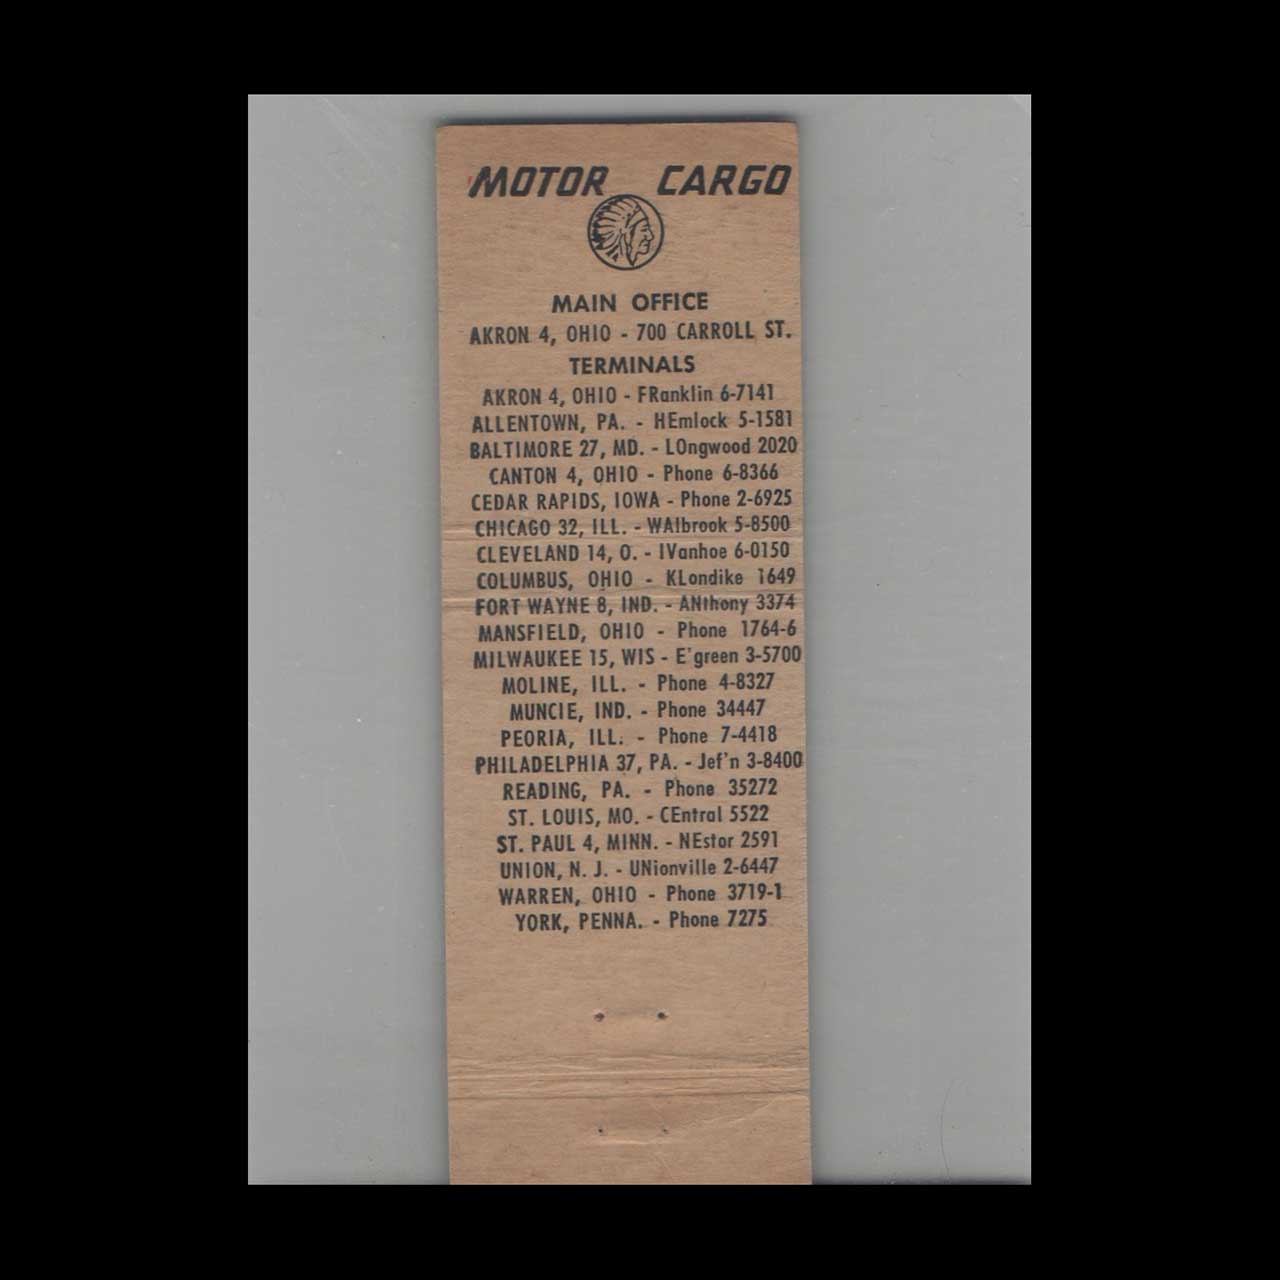 MOTOR CARGO
MAIN OFFICE
AKRON 4, OHIO - 700 CARROLL ST.
TERMINALS
AKRON 4, OHIO - FRanklin 6-7141
ALLENTOWN, PA. - HEmlock 5-1581
BALTIMORE 27, MD. - LOngwood 2020
CANTON 4, OHIO - Phone 6-8366
CEDAR RAPIDS, IOWA - Phone 2-6925
CHICAGO 32, ILL. - WAlbrook 5-8500
CLEVELAND 14, O. - IVanhoe 6-0150
COLUMBUS, OHIO - KLondike 1649
FORT WAYNE 8, IND. - ANthony 3374
MANSFIELD, OHIO - Phone 1764-6
MILWAUKEE 15, WIS - E'green 3-5700
MOLINE, ILL. - Phone 4-8327
MUNCIE, IND. - Phone 34447
PEORIA, ILL. - Phone 7-4418
PHILADELPHIA 37, PA. - Jef'n 3-8400
READING, PA. - Phone 35272
ST. LOUIS, MO. - CEntral 5522
ST. PAUL 4, MINN. - NEstor 2591
UNION, N. J. - UNionville 2-6447
WARREN, OHIO - Phone 3719-1
YORK, PENNA. - Phone 7275